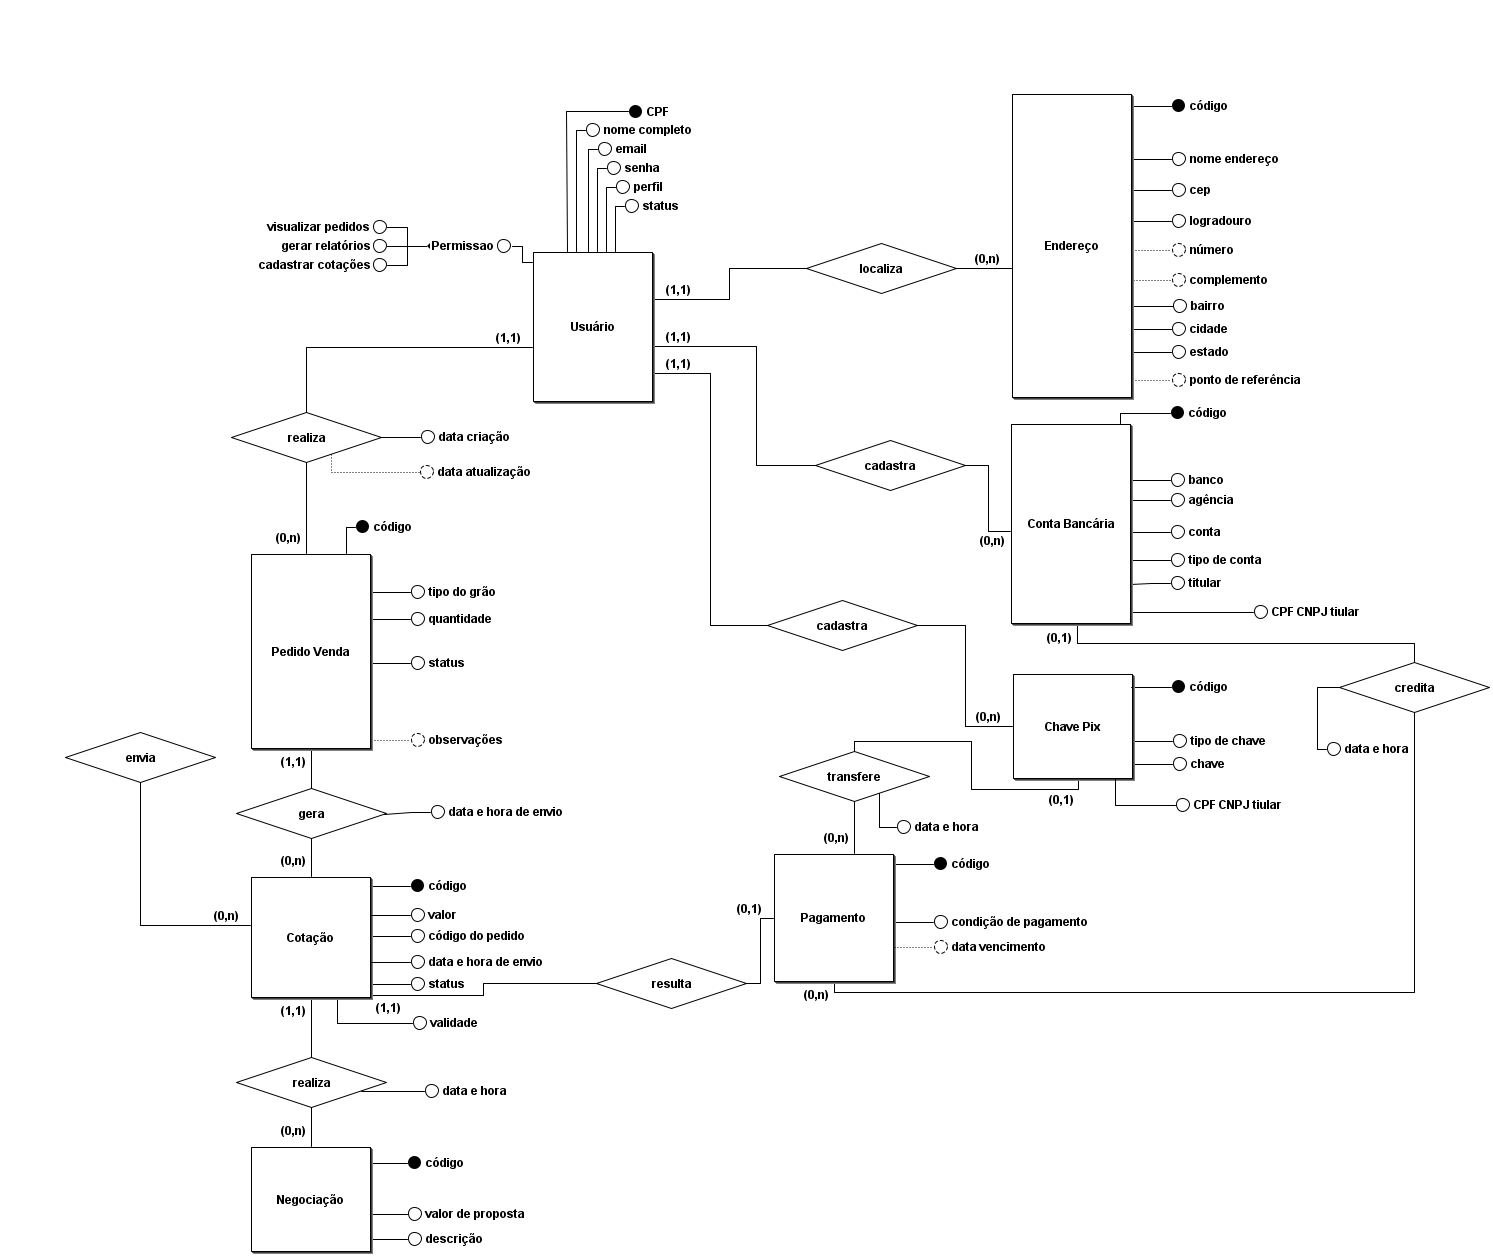 CPF
nome completo
email
senha
perfil
status
visualizar pedidos
gerar relatórios
cadastrar cotações
Permissao
Usuário
(1,1)
(1,1)
(1,1)
(1,1)
localiza
(0,n)
Endereço
código
nome endereço
cep
logradouro
número
complemento
bairro
cidade
estado
ponto de referência
realiza
data criação
data atualização
(0,n)
cadastra
(0,n)
Conta Bancária
código
banco
agência
conta
tipo de conta
titular
CPF CNPJ tiular
(0,1)
credita
data e hora
Pedido Venda
código
tipo do grão
quantidade
status
observações
(1,1)
cadastra
(0,n)
Chave Pix
código
tipo de chave
chave
CPF CNPJ tiular
(0,1)
transfere
data e hora
(0,n)
envia
(0,n)
gera
data e hora de envio
(0,n)
Cotação
código
valor
código do pedido
data e hora de envio
status
validade
(1,1)
(1,1)
resulta
(0,1)
Pagamento
código
condição de pagamento
data vencimento
(0,n)
realiza
data e hora
(0,n)
Negociação
código
valor de proposta
descrição